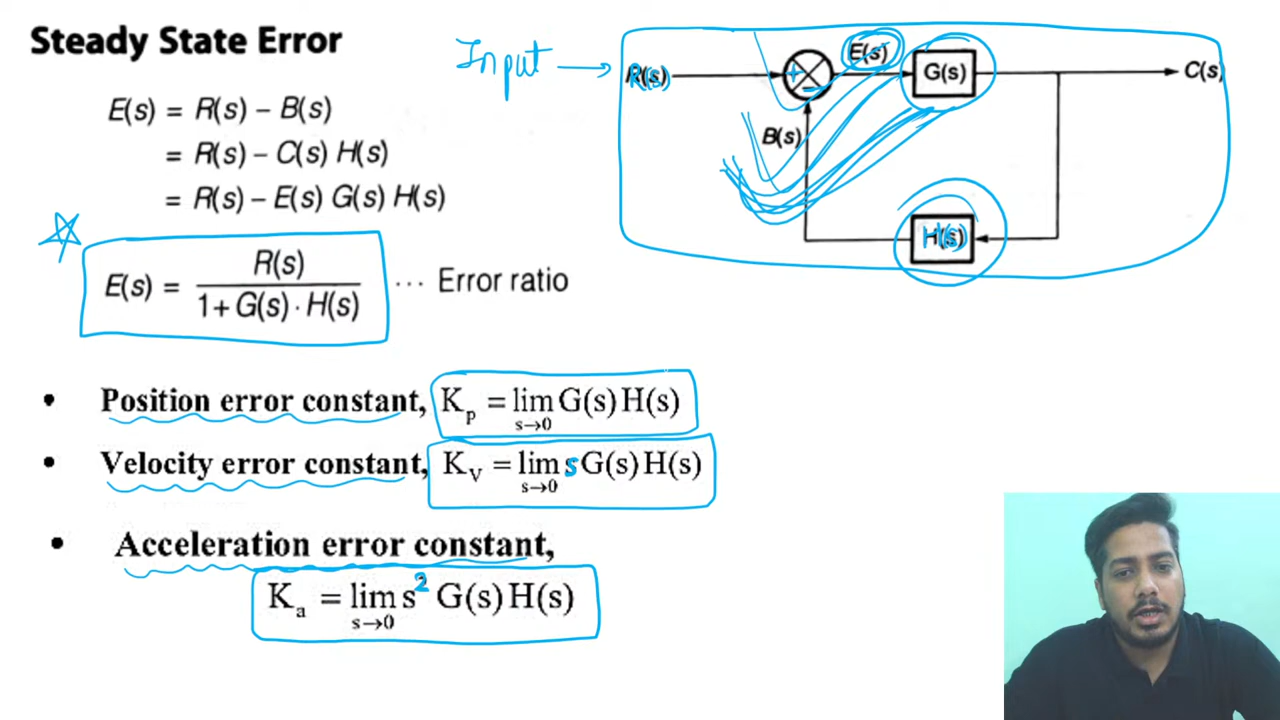 Steady State Error
E(s) = R(s) − B(s)
= R(s) − C(s) H(s)
= R(s) − E(s) G(s) H(s)
E(s) = R(s) / 1 + G(s) · H(s) ··· Error ratio
Input → R(s)
E(s)
G(s)
C(s)
+
−
B(s)
H(s)
• Position error constant, Kp = lim s→0 G(s) H(s)
• Velocity error constant, KV = lim s→0 s G(s) H(s)
• Acceleration error constant,
Ka = lim s→0 s² G(s) H(s)